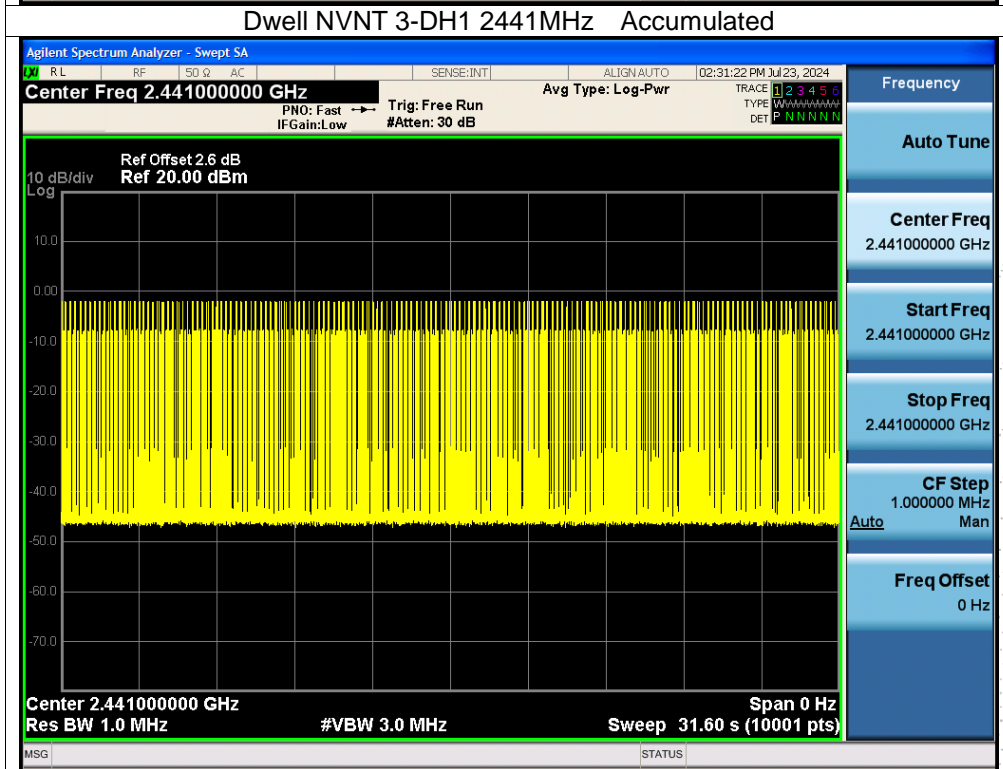 Dwell NVNT 3-DH1 2441MHz Accumulated
Agilent Spectrum Analyzer - Swept SA
LXI RL RF 50 Ω AC SENSE:INT ALIGN AUTO 02:31:22 PM Jul 23, 2024
Center Freq 2.441000000 GHz
PNO: Fast
IFGain:Low
Trig: Free Run
#Atten: 30 dB
Avg Type: Log-Pwr
TRACE 1 2 3 4 5 6
TYPE WWWWWW
DET P N N N N N
Ref Offset 2.6 dB
10 dB/div Ref 20.00 dBm
Log
10.0
0.00
-10.0
-20.0
-30.0
-40.0
-50.0
-60.0
-70.0
Center 2.441000000 GHz Span 0 Hz
Res BW 1.0 MHz #VBW 3.0 MHz Sweep 31.60 s (10001 pts)
MSG STATUS
Frequency
Auto Tune
Center Freq
2.441000000 GHz
Start Freq
2.441000000 GHz
Stop Freq
2.441000000 GHz
CF Step
1.000000 MHz
Auto Man
Freq Offset
0 Hz